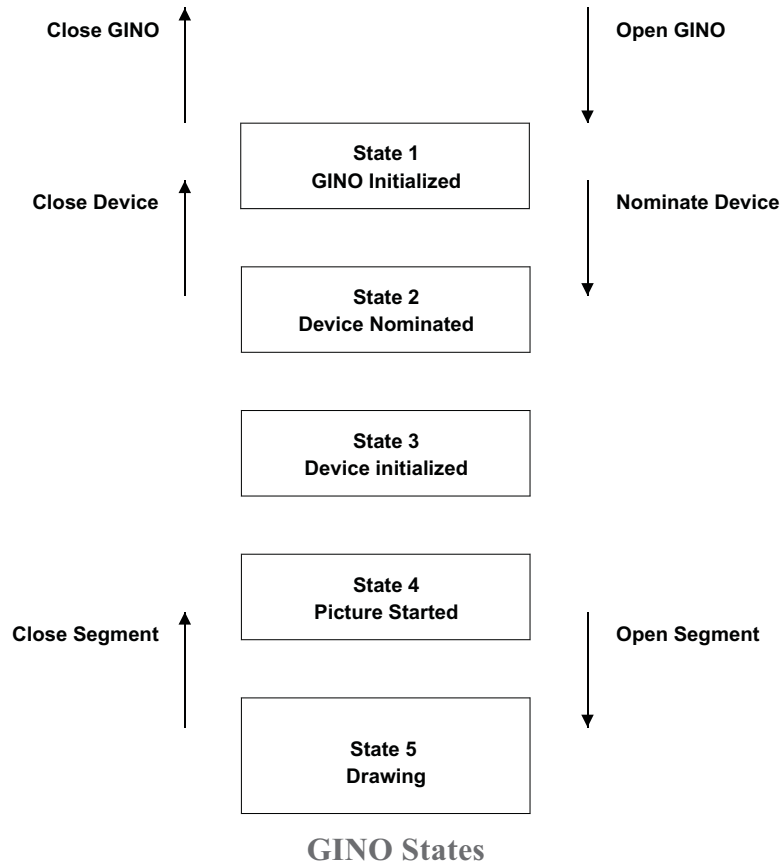 Close GINO
Open GINO
State 1
GINO Initialized
Close Device
Nominate Device
State 2
Device Nominated
State 3
Device initialized
State 4
Picture Started
Close Segment
Open Segment
State 5
Drawing
GINO States